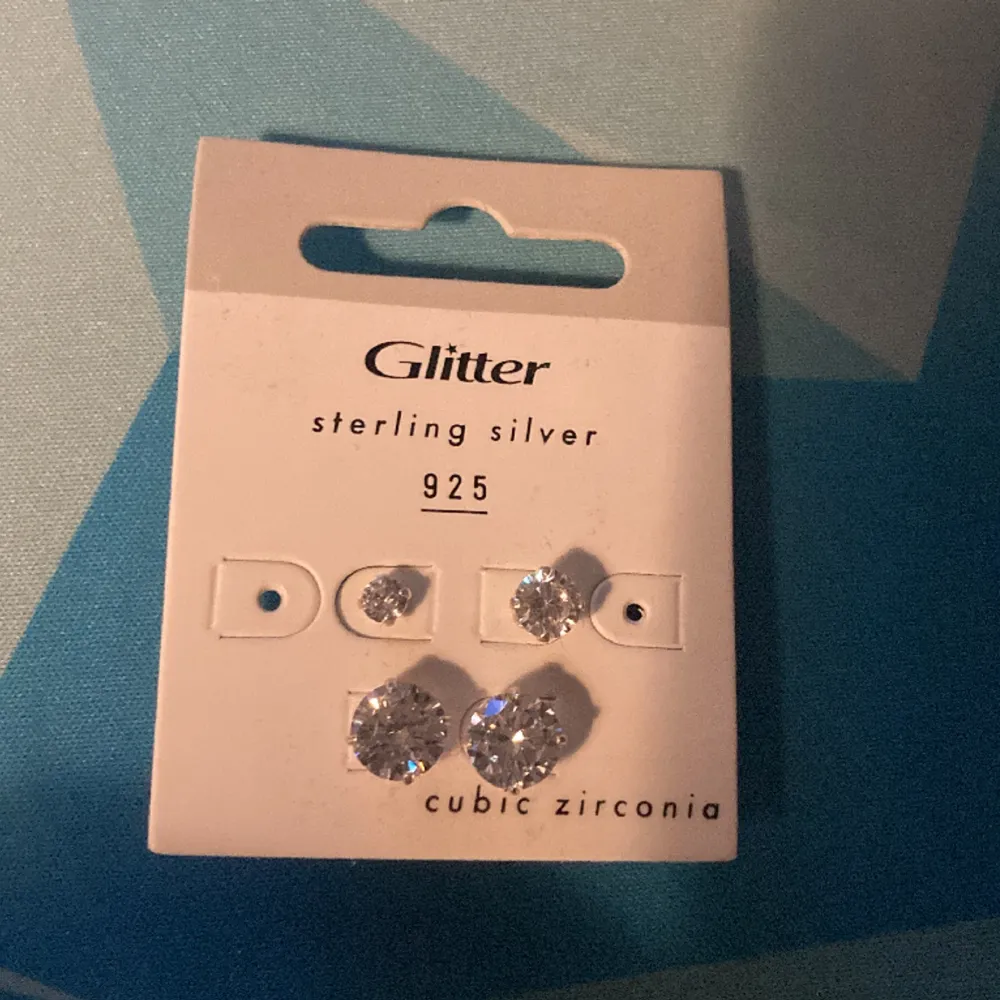 Glitter
sterling silver
925
cubic zirconia